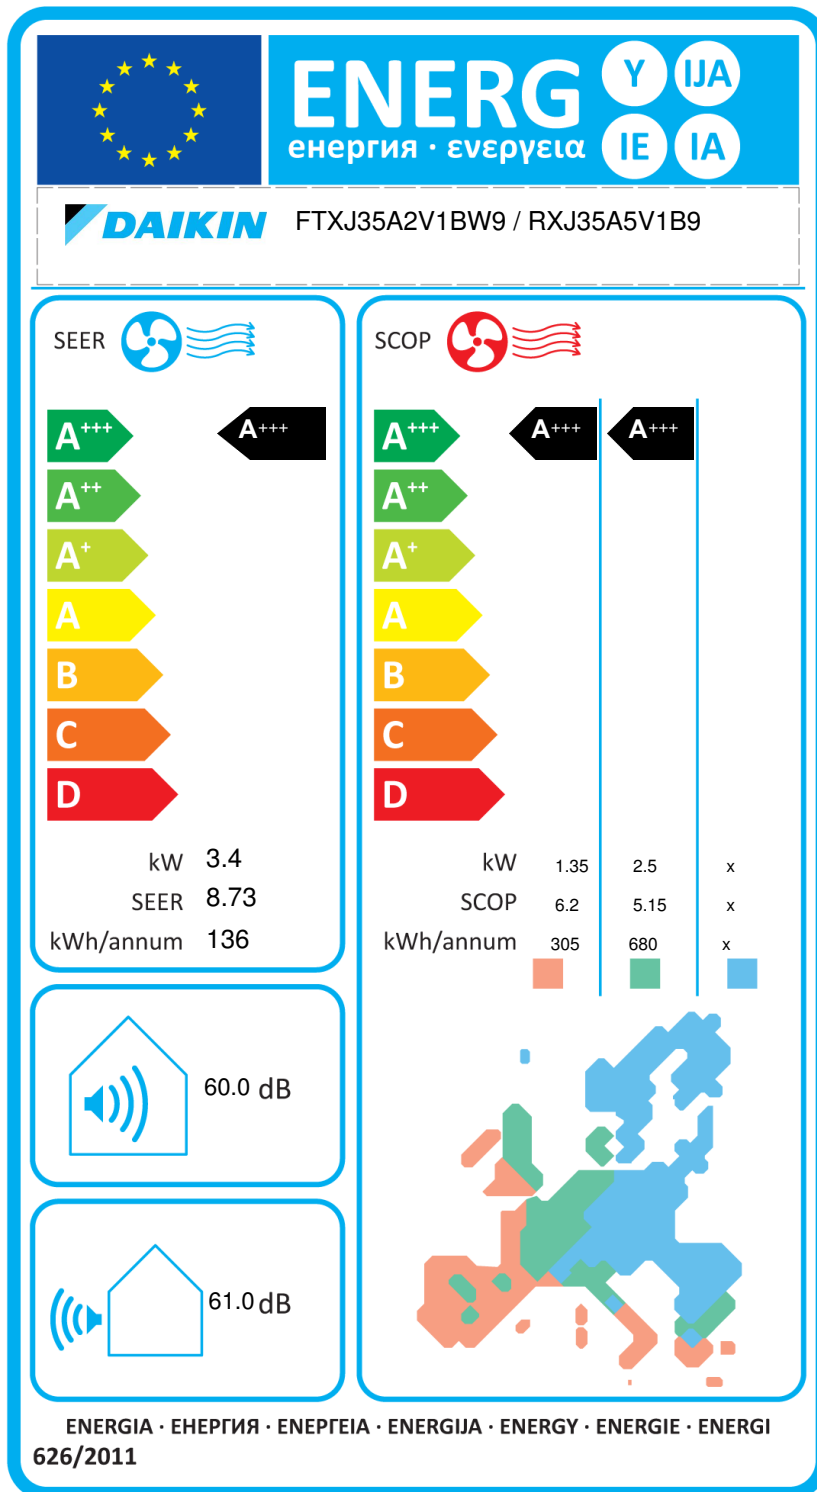 ENERG
енергия · ενεργεια
Y IJA
IE IA
DAIKIN FTXJ35A2V1BW9 / RXJ35A5V1B9
SEER
A+++ A+++
A++
A+
A
B
C
D
kW 3.4
SEER 8.73
kWh/annum 136
SCOP
A+++ A+++ A+++
A++
A+
A
B
C
D
kW 1.35 2.5 x
SCOP 6.2 5.15 x
kWh/annum 305 680 x
60.0 dB
61.0 dB
ENERGIA · ЕНЕРГИЯ · ΕΝΕΡΓΕΙΑ · ENERGIJA · ENERGY · ENERGIE · ENERGI
626/2011